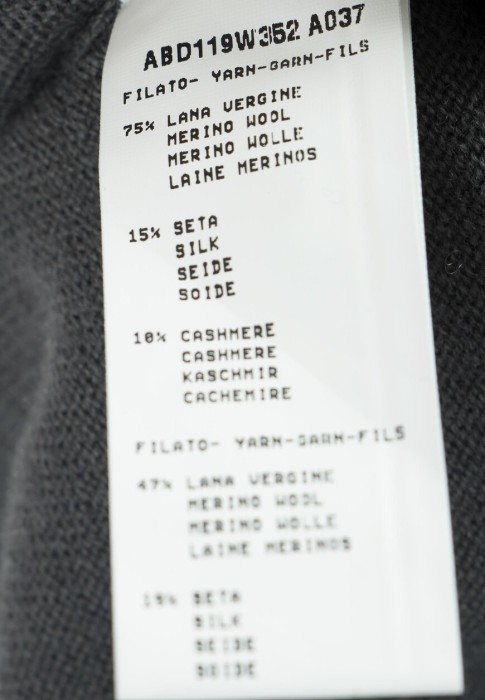 ABD119W352 A037
FILATO- YARN-GARN-FILS
75% LANA VERGINE
MERINO WOOL
MERINO WOLLE
LAINE MERINOS
15% SETA
SILK
SEIDE
SOIDE
10% CASHMERE
CASHMERE
KASCHMIR
CACHEMIRE
FILATO- YARN-GARN-FILS
47% LANA VERGINE
MERINO WOOL
MERINO WOLLE
LAINE MERINOS
SETA
SILK
SEIDE
SOIDE